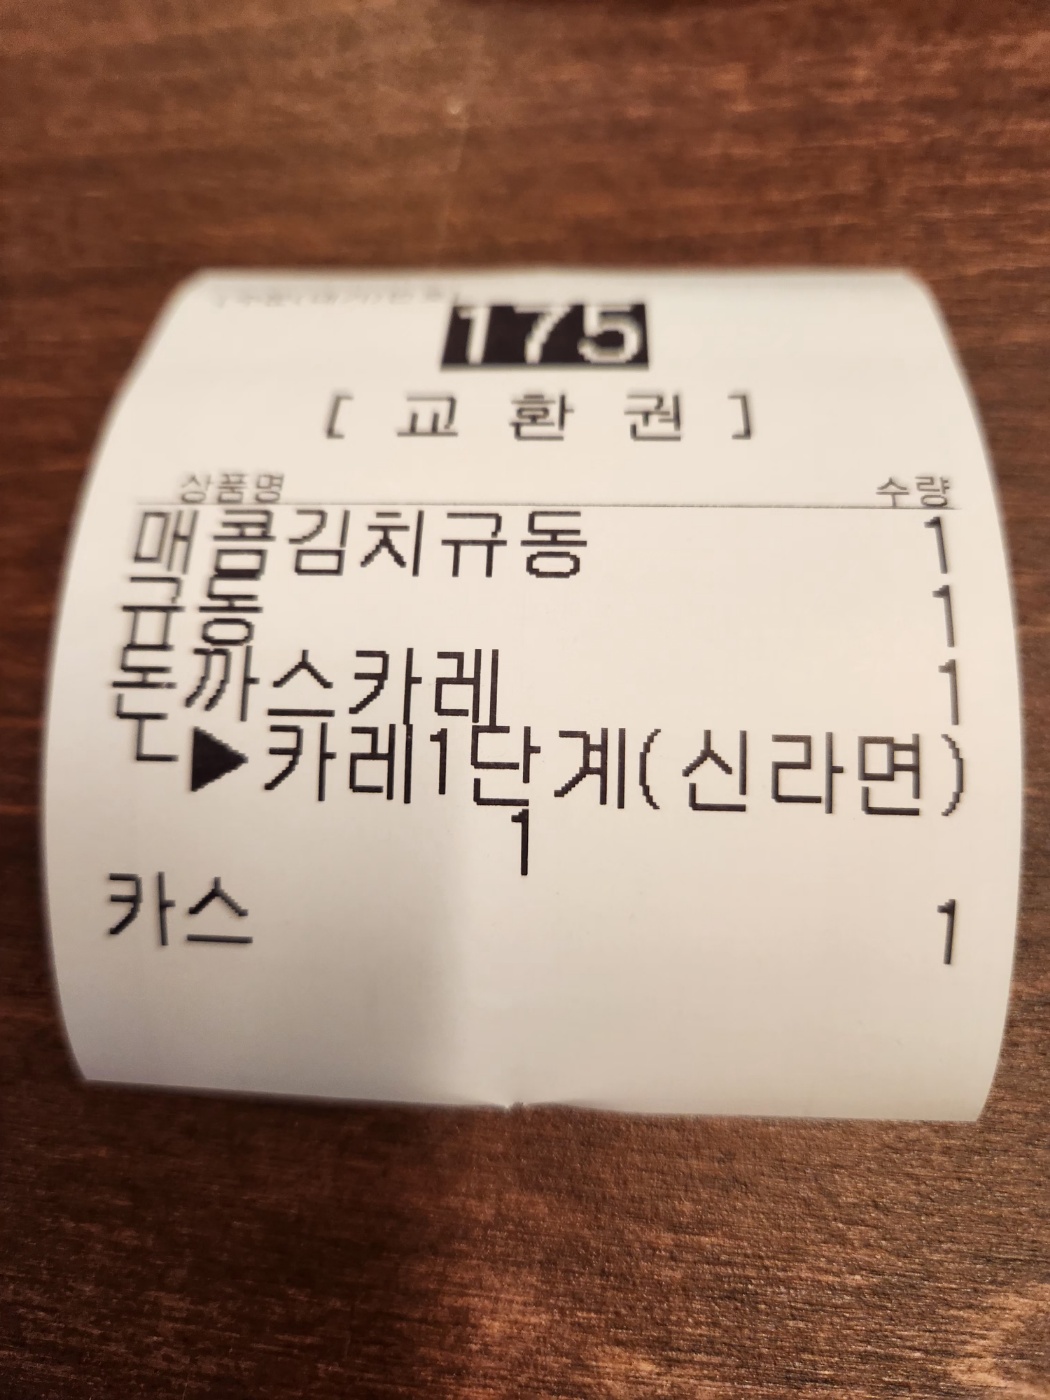 175
[ 교 환 권 ]
상품명 수량
매콤김치규동 1
규동 1
돈까스카레 1
└▶카레1단계(신라면)
1
카스 1